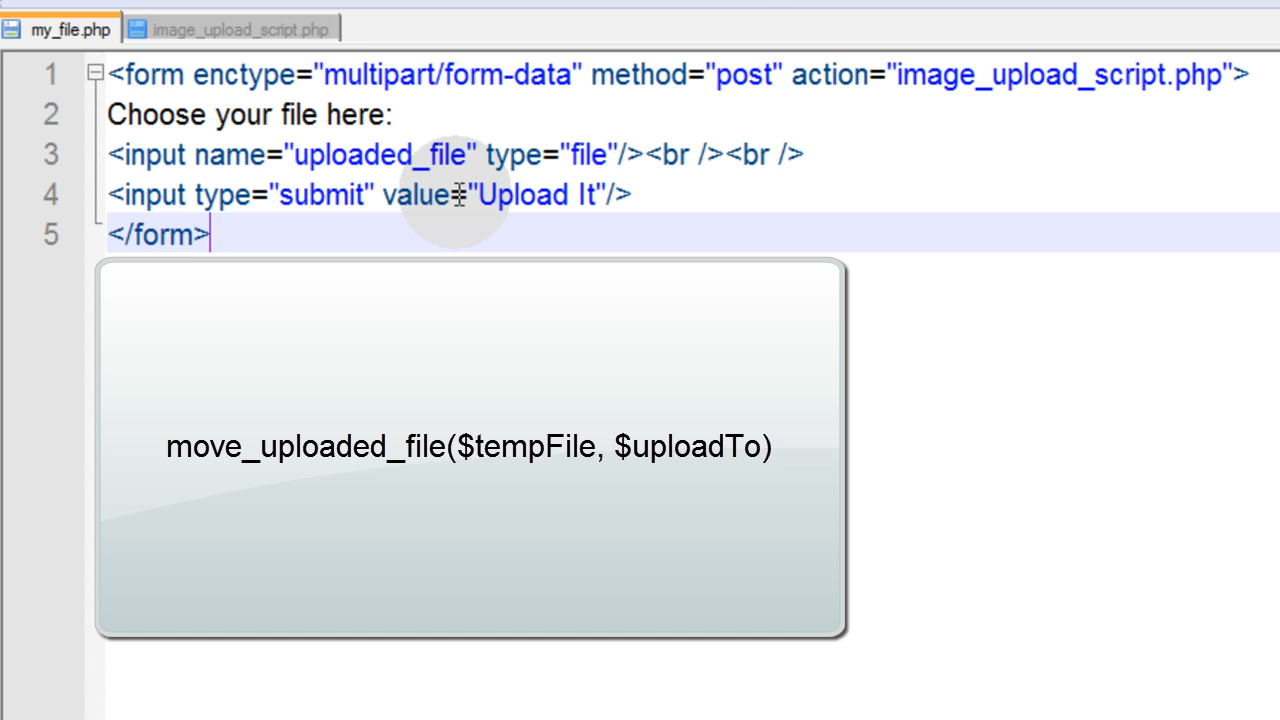 my_file.php image_upload_script.php
1 <form enctype="multipart/form-data" method="post" action="image_upload_script.php">
2 Choose your file here:
3 <input name="uploaded_file" type="file"/><br /><br />
4 <input type="submit" value="Upload It"/>
5 </form>
move_uploaded_file($tempFile, $uploadTo)